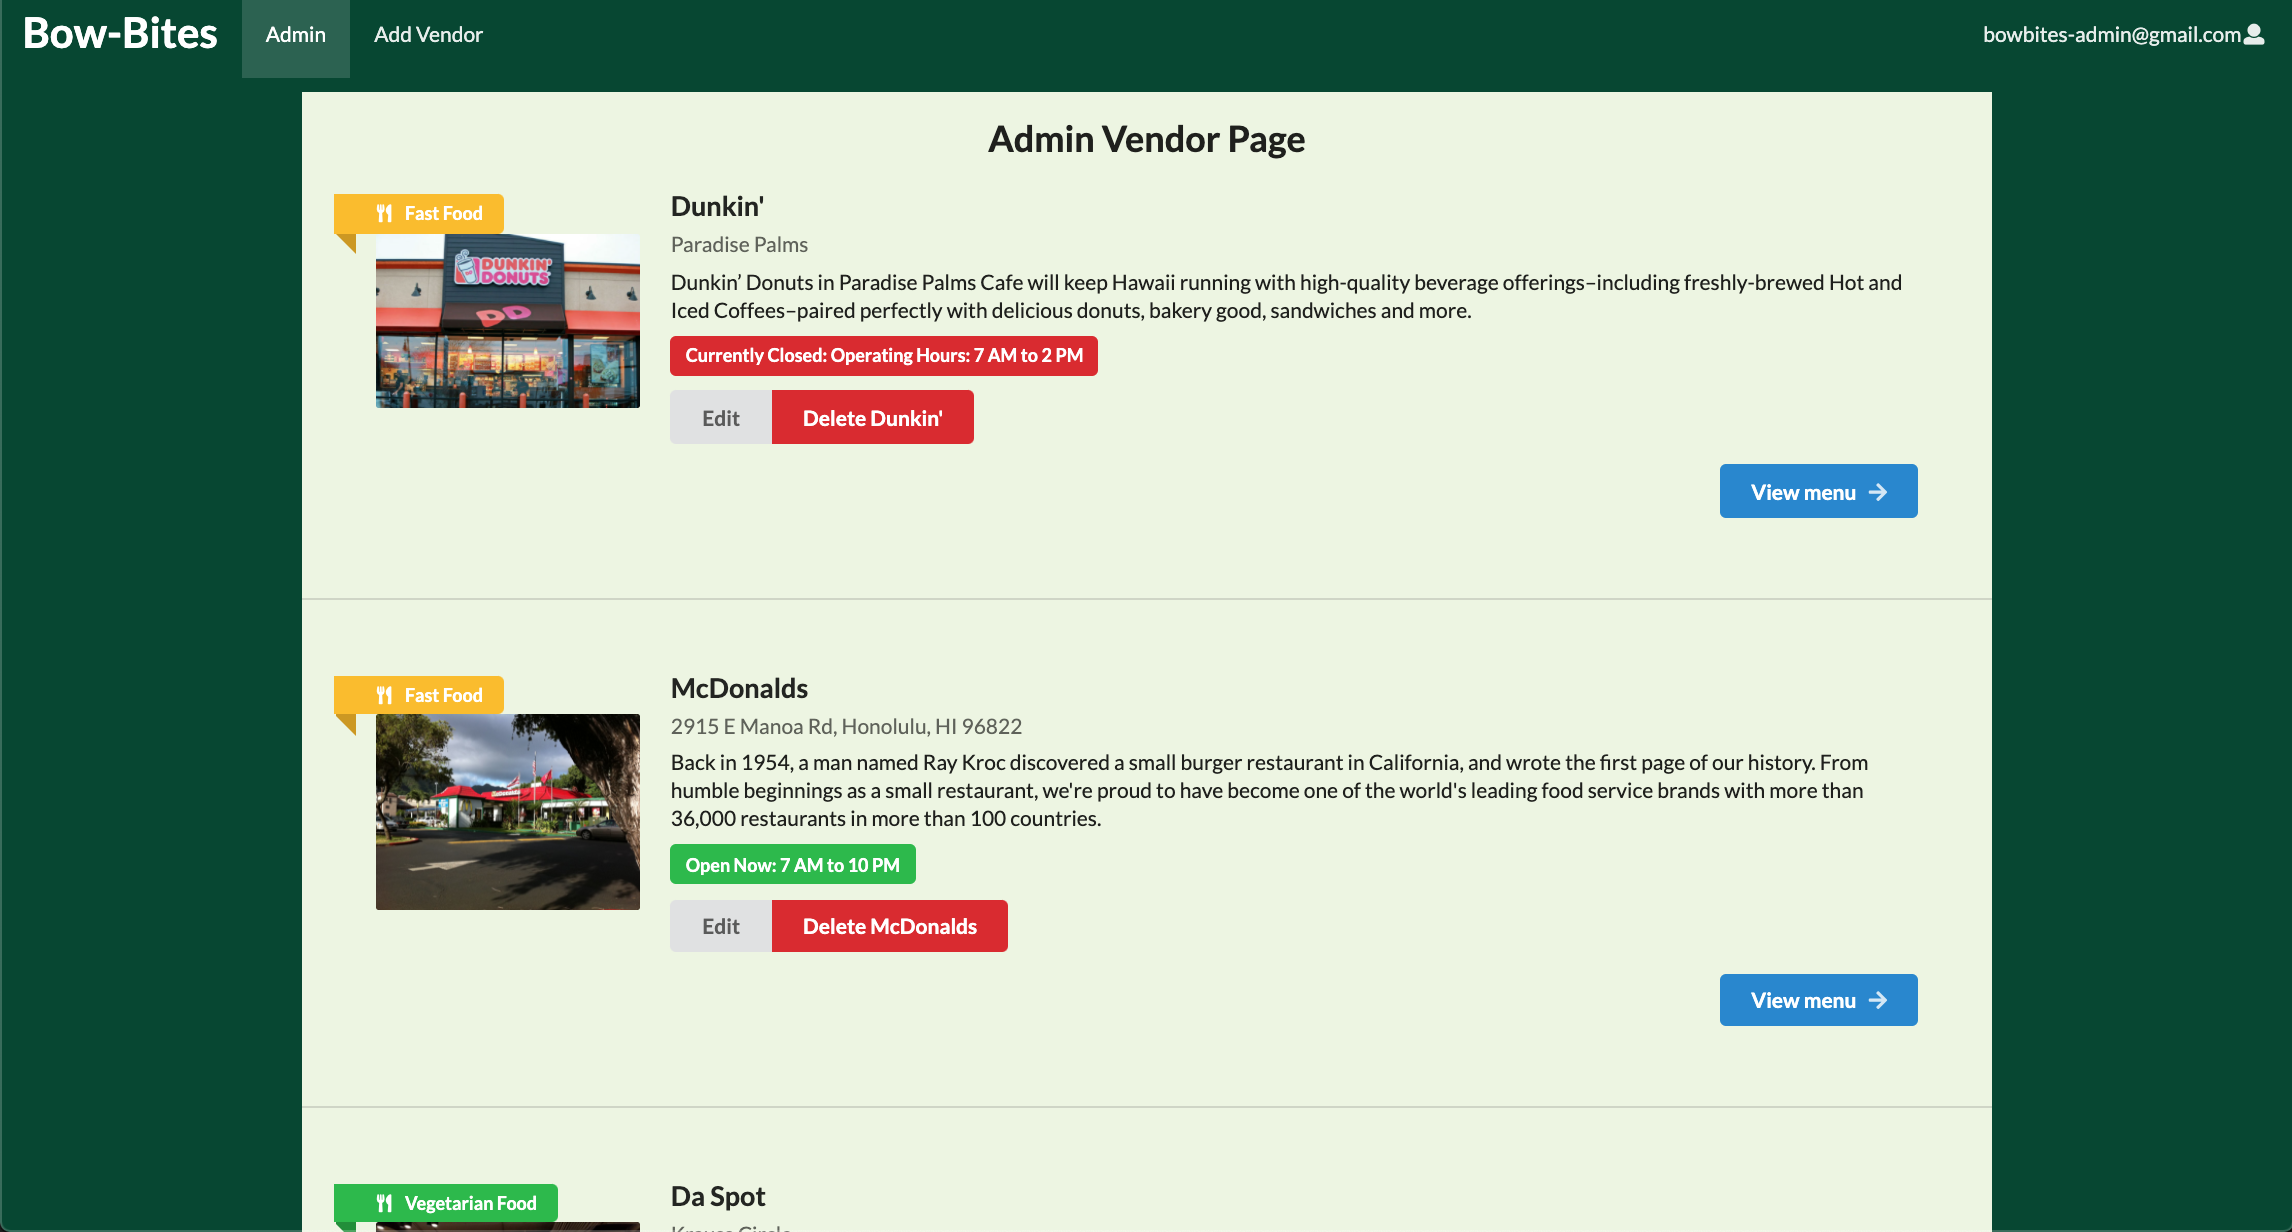 Bow-Bites
Admin
Add Vendor
bowbites-admin@gmail.com
Admin Vendor Page
Fast Food
DUNKIN'
DONUTS
DD
Dunkin'
Paradise Palms
Dunkin’ Donuts in Paradise Palms Cafe will keep Hawaii running with high-quality beverage offerings–including freshly-brewed Hot and
Iced Coffees–paired perfectly with delicious donuts, bakery good, sandwiches and more.
Currently Closed: Operating Hours: 7 AM to 2 PM
Edit
Delete Dunkin'
View menu
Fast Food
McDonalds
2915 E Manoa Rd, Honolulu, HI 96822
Back in 1954, a man named Ray Kroc discovered a small burger restaurant in California, and wrote the first page of our history. From
humble beginnings as a small restaurant, we're proud to have become one of the world's leading food service brands with more than
36,000 restaurants in more than 100 countries.
Open Now: 7 AM to 10 PM
Edit
Delete McDonalds
View menu
Vegetarian Food
Da Spot